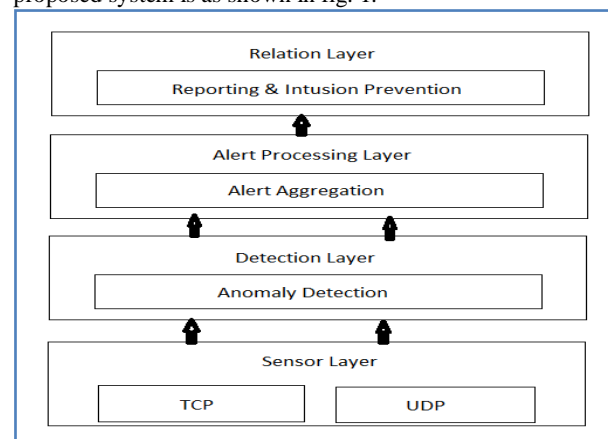 proposed system is as shown in fig. 1.
Relation Layer
Reporting & Intusion Prevention
Alert Processing Layer
Alert Aggregation
Detection Layer
Anomaly Detection
Sensor Layer
TCP
UDP